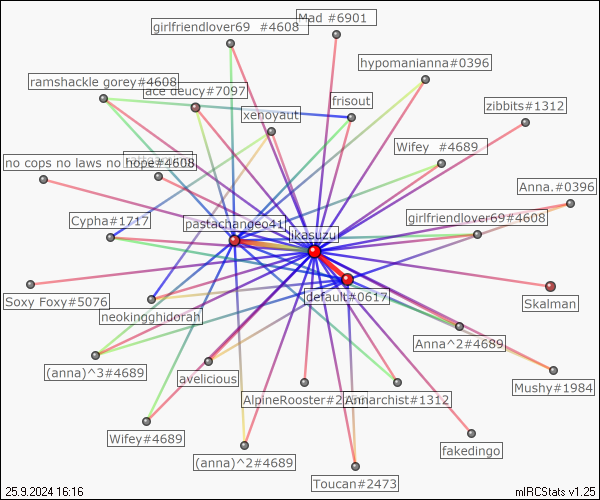 Mad #6901
girlfriendlover69 #4608
hypomanianna#0396
ramshackle gorey#4608
ace deucy#7097
frisout
zibbits#1312
xenoyaut
Wifey #4689
no cops no laws no hope#4608
Anna.#0396
Cypha#1717
pastachangeo41
girlfriendlover69#4608
ikasuzu
Soxy Foxy#5076
default#0617
Skalman
neokingghidorah
Anna^2#4689
(anna)^3#4689
avelicious
Mushy#1984
AlpineRooster
Annarchist#1312
Wifey#4689
fakedingo
(anna)^2#4689
Toucan#2473
25.9.2024 16:16
mIRCStats v1.25